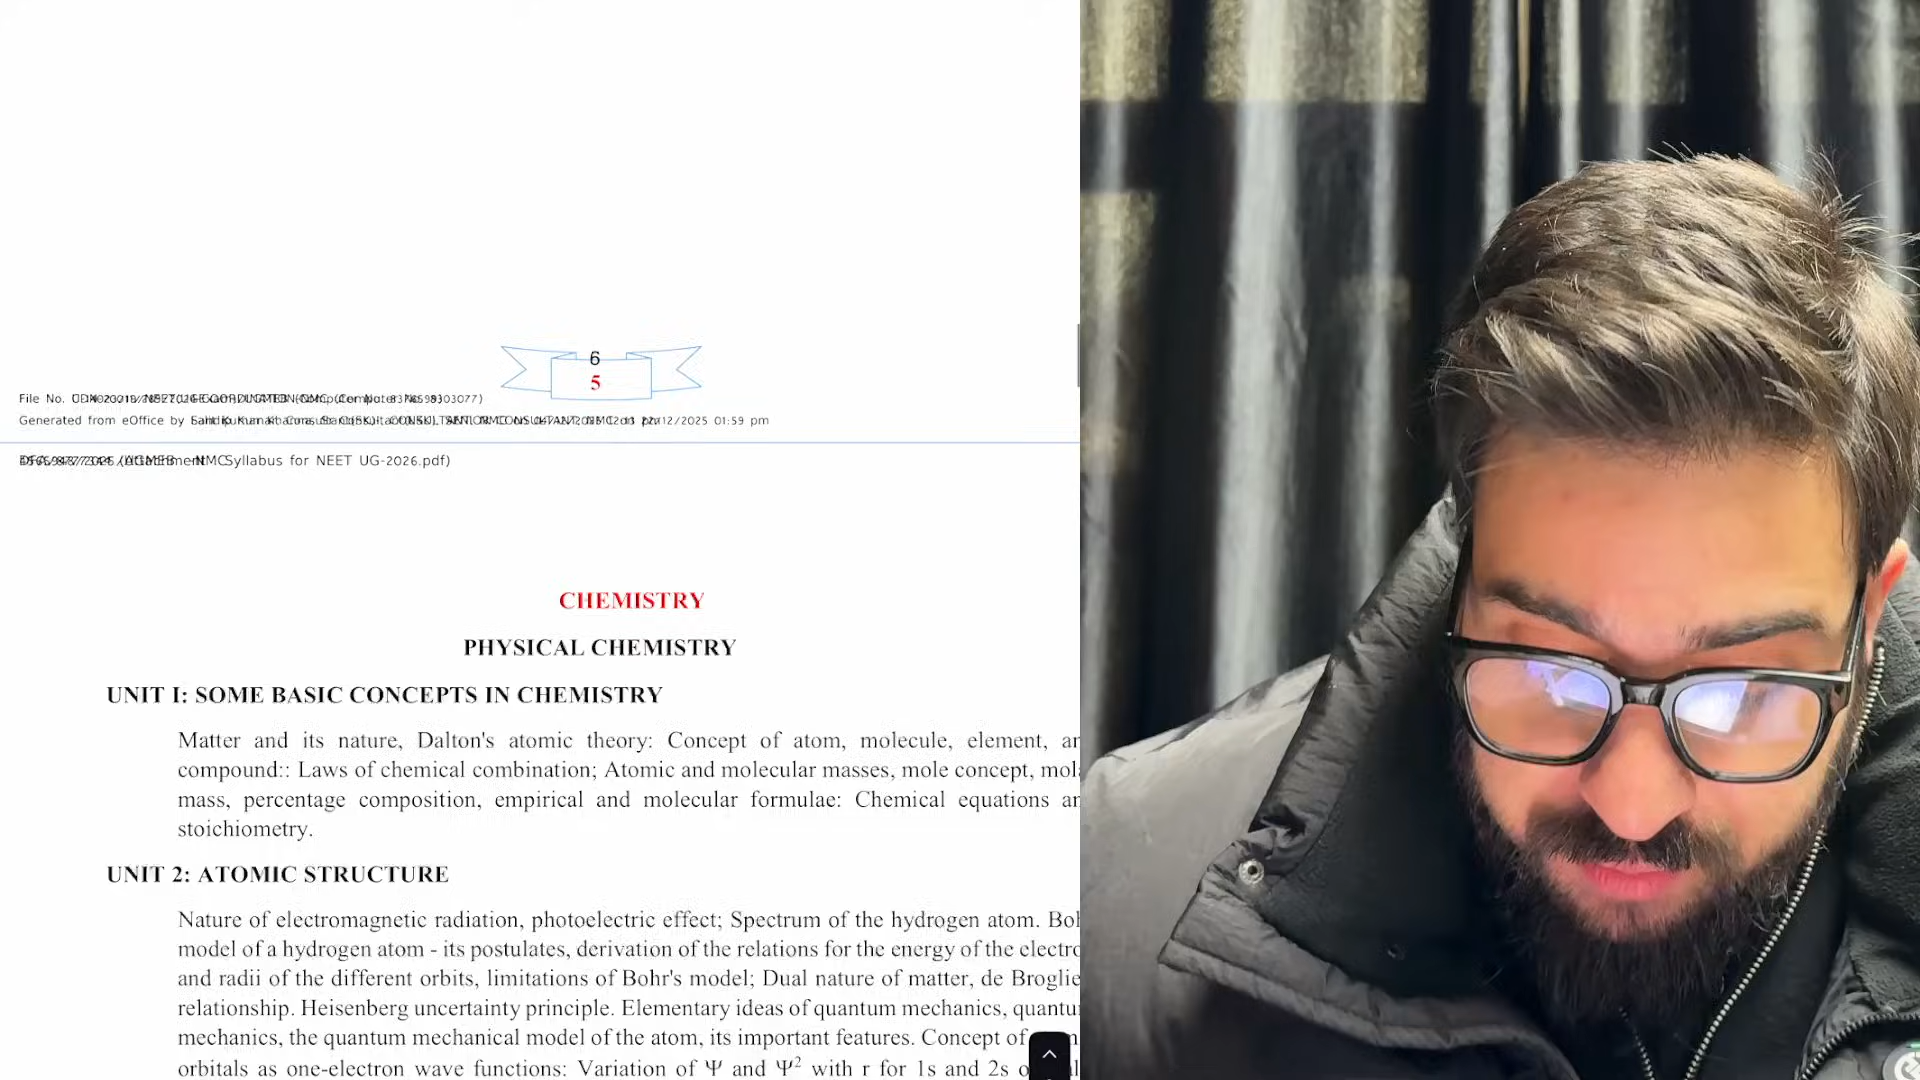 6
5
File No.
Generated from eOffice by
12/2025 01:59 pm
Syllabus for NEET UG-2026.pdf)
CHEMISTRY
PHYSICAL CHEMISTRY
UNIT I: SOME BASIC CONCEPTS IN CHEMISTRY
Matter and its nature, Dalton's atomic theory: Concept of atom, molecule, element,
compound:: Laws of chemical combination; Atomic and molecular masses, mole concept,
mass, percentage composition, empirical and molecular formulae: Chemical equations
stoichiometry.
UNIT 2: ATOMIC STRUCTURE
Nature of electromagnetic radiation, photoelectric effect; Spectrum of the hydrogen atom.
model of a hydrogen atom - its postulates, derivation of the relations for the energy of the
and radii of the different orbits, limitations of Bohr's model; Dual nature of matter, de Broglie
relationship. Heisenberg uncertainty principle. Elementary ideas of quantum mechanics,
mechanics, the quantum mechanical model of the atom, its important features. Concept of
orbitals as one-electron wave functions: Variation of Ψ and Ψ² with r for 1s and 2s